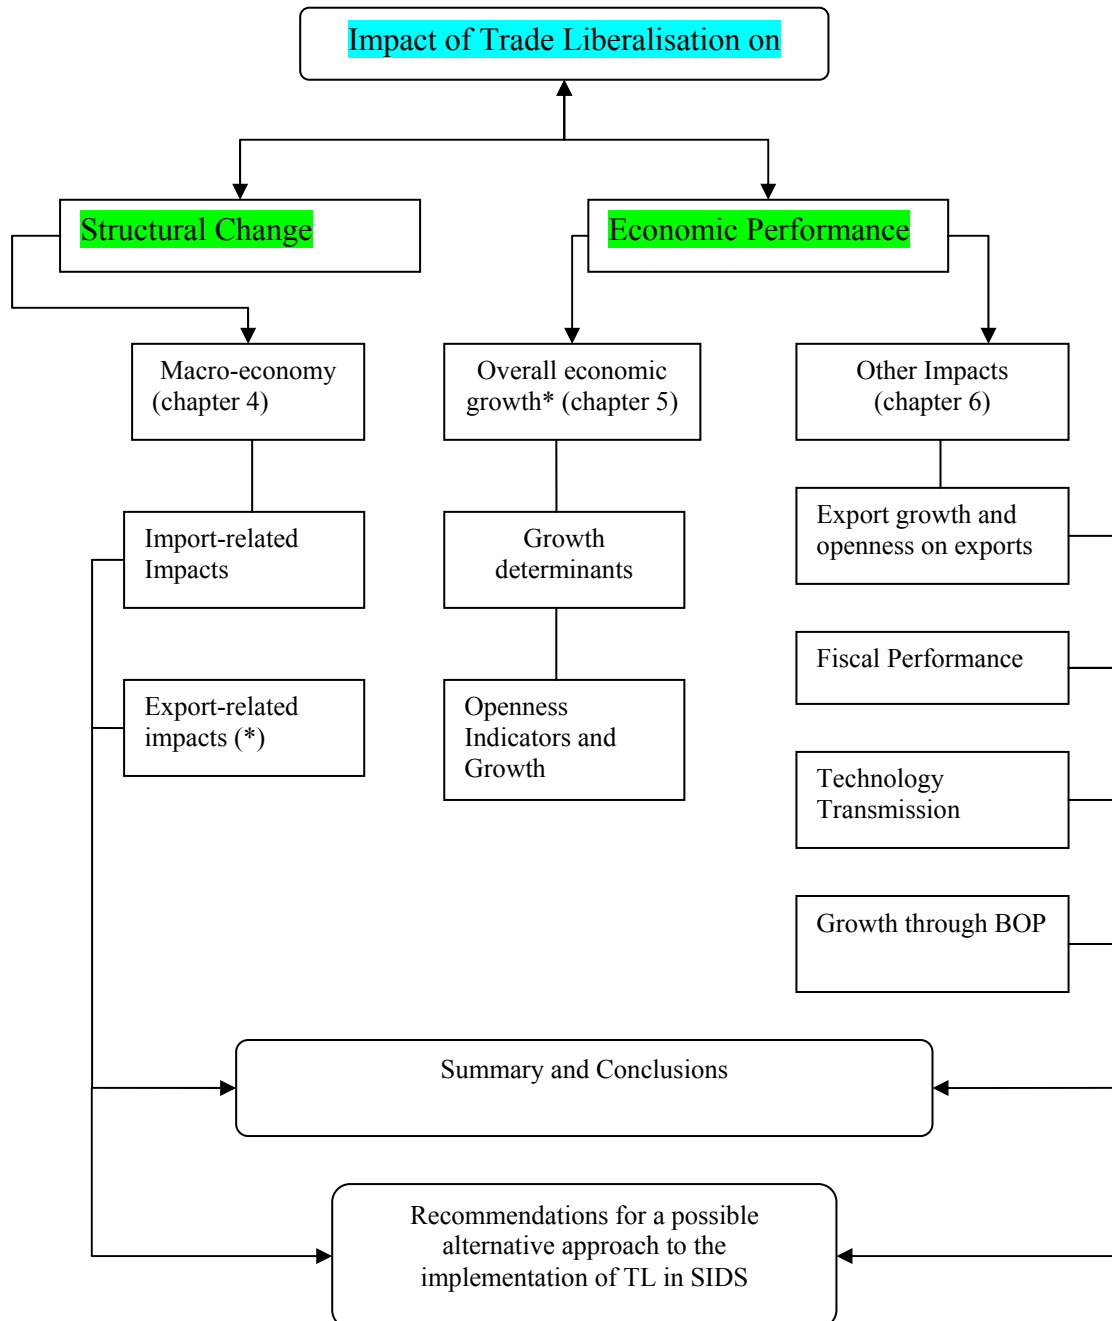 Impact of Trade Liberalisation on
Structural Change
Economic Performance
Macro-economy
(chapter 4)
Overall economic
growth* (chapter 5)
Other Impacts
(chapter 6)
Import-related
Impacts
Growth
determinants
Export growth and
openness on exports
Fiscal Performance
Export-related
impacts (*)
Openness
Indicators and
Growth
Technology
Transmission
Growth through BOP
Summary and Conclusions
Recommendations for a possible
alternative approach to the
implementation of TL in SIDS